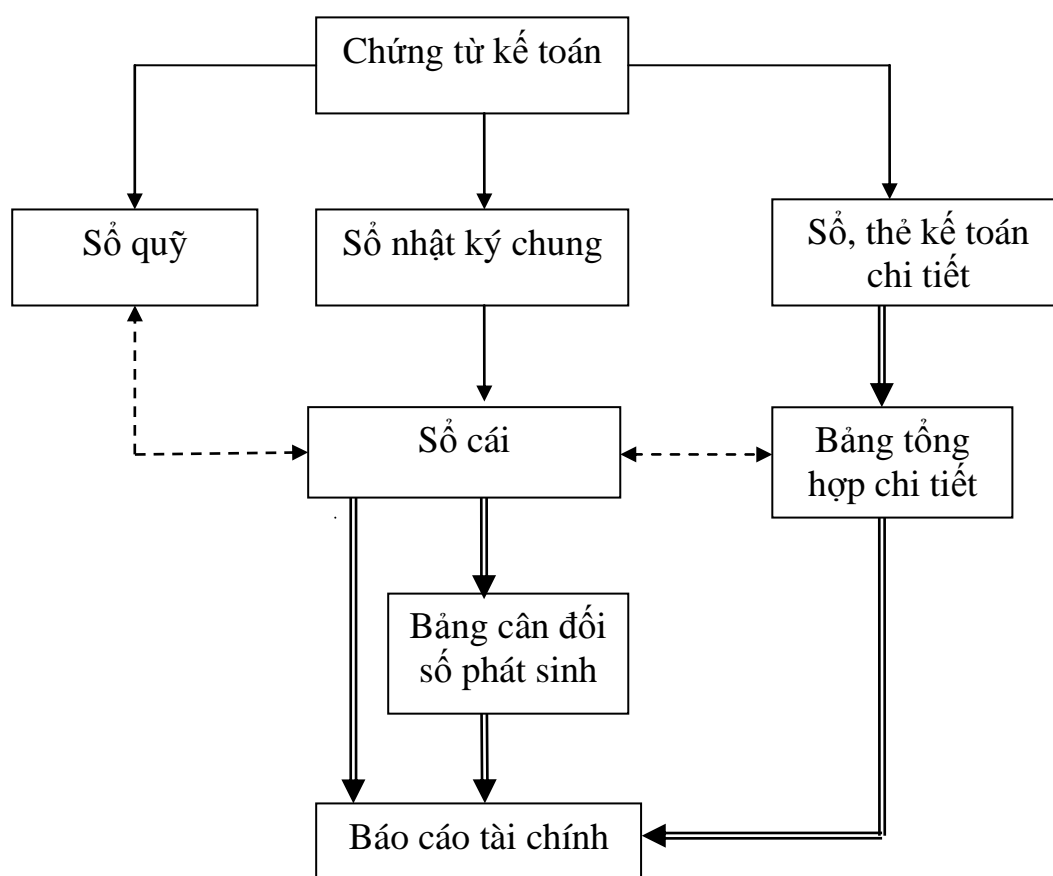 Chứng từ kế toán
Sổ quỹ
Sổ nhật ký chung
Sổ, thẻ kế toán
chi tiết
Sổ cái
Bảng tổng
hợp chi tiết
Bảng cân đối
số phát sinh
Báo cáo tài chính